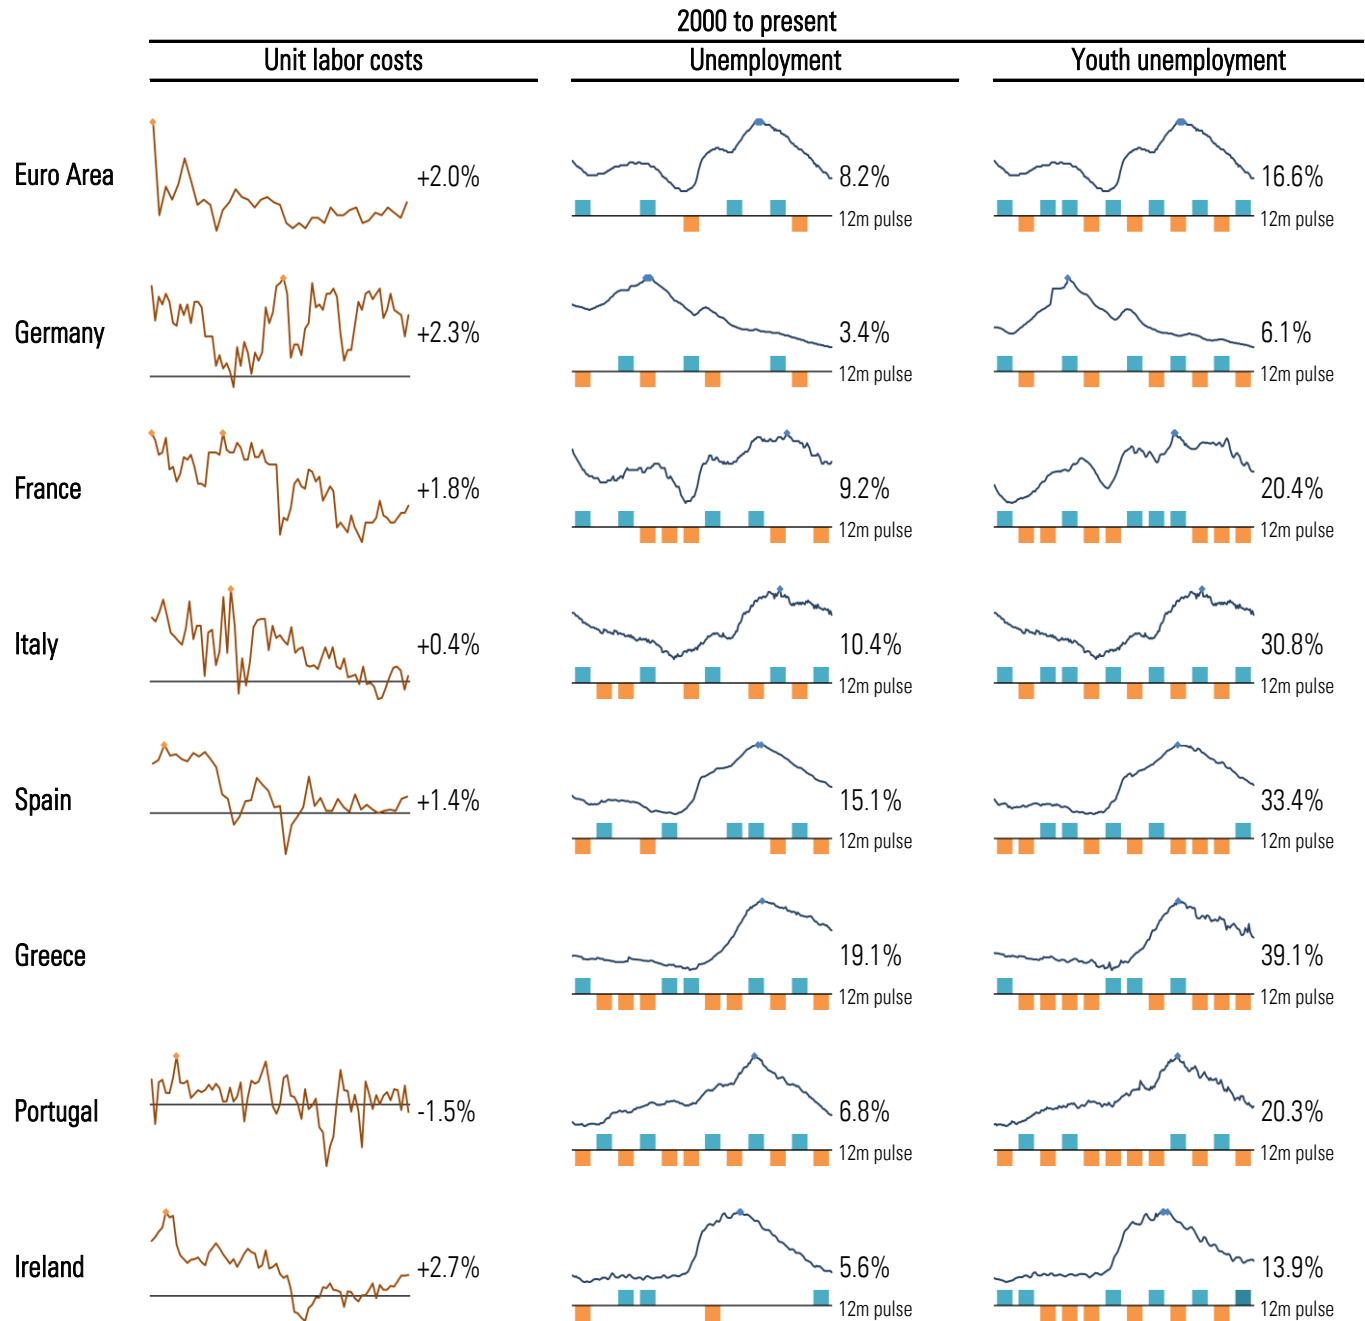 2000 to present
Unit labor costs Unemployment Youth unemployment
Euro Area +2.0% 8.2% 16.6%
12m pulse 12m pulse
Germany +2.3% 3.4% 6.1%
12m pulse 12m pulse
France +1.8% 9.2% 20.4%
12m pulse 12m pulse
Italy +0.4% 10.4% 30.8%
12m pulse 12m pulse
Spain +1.4% 15.1% 33.4%
12m pulse 12m pulse
Greece 19.1% 39.1%
12m pulse 12m pulse
Portugal -1.5% 6.8% 20.3%
12m pulse 12m pulse
Ireland +2.7% 5.6% 13.9%
12m pulse 12m pulse